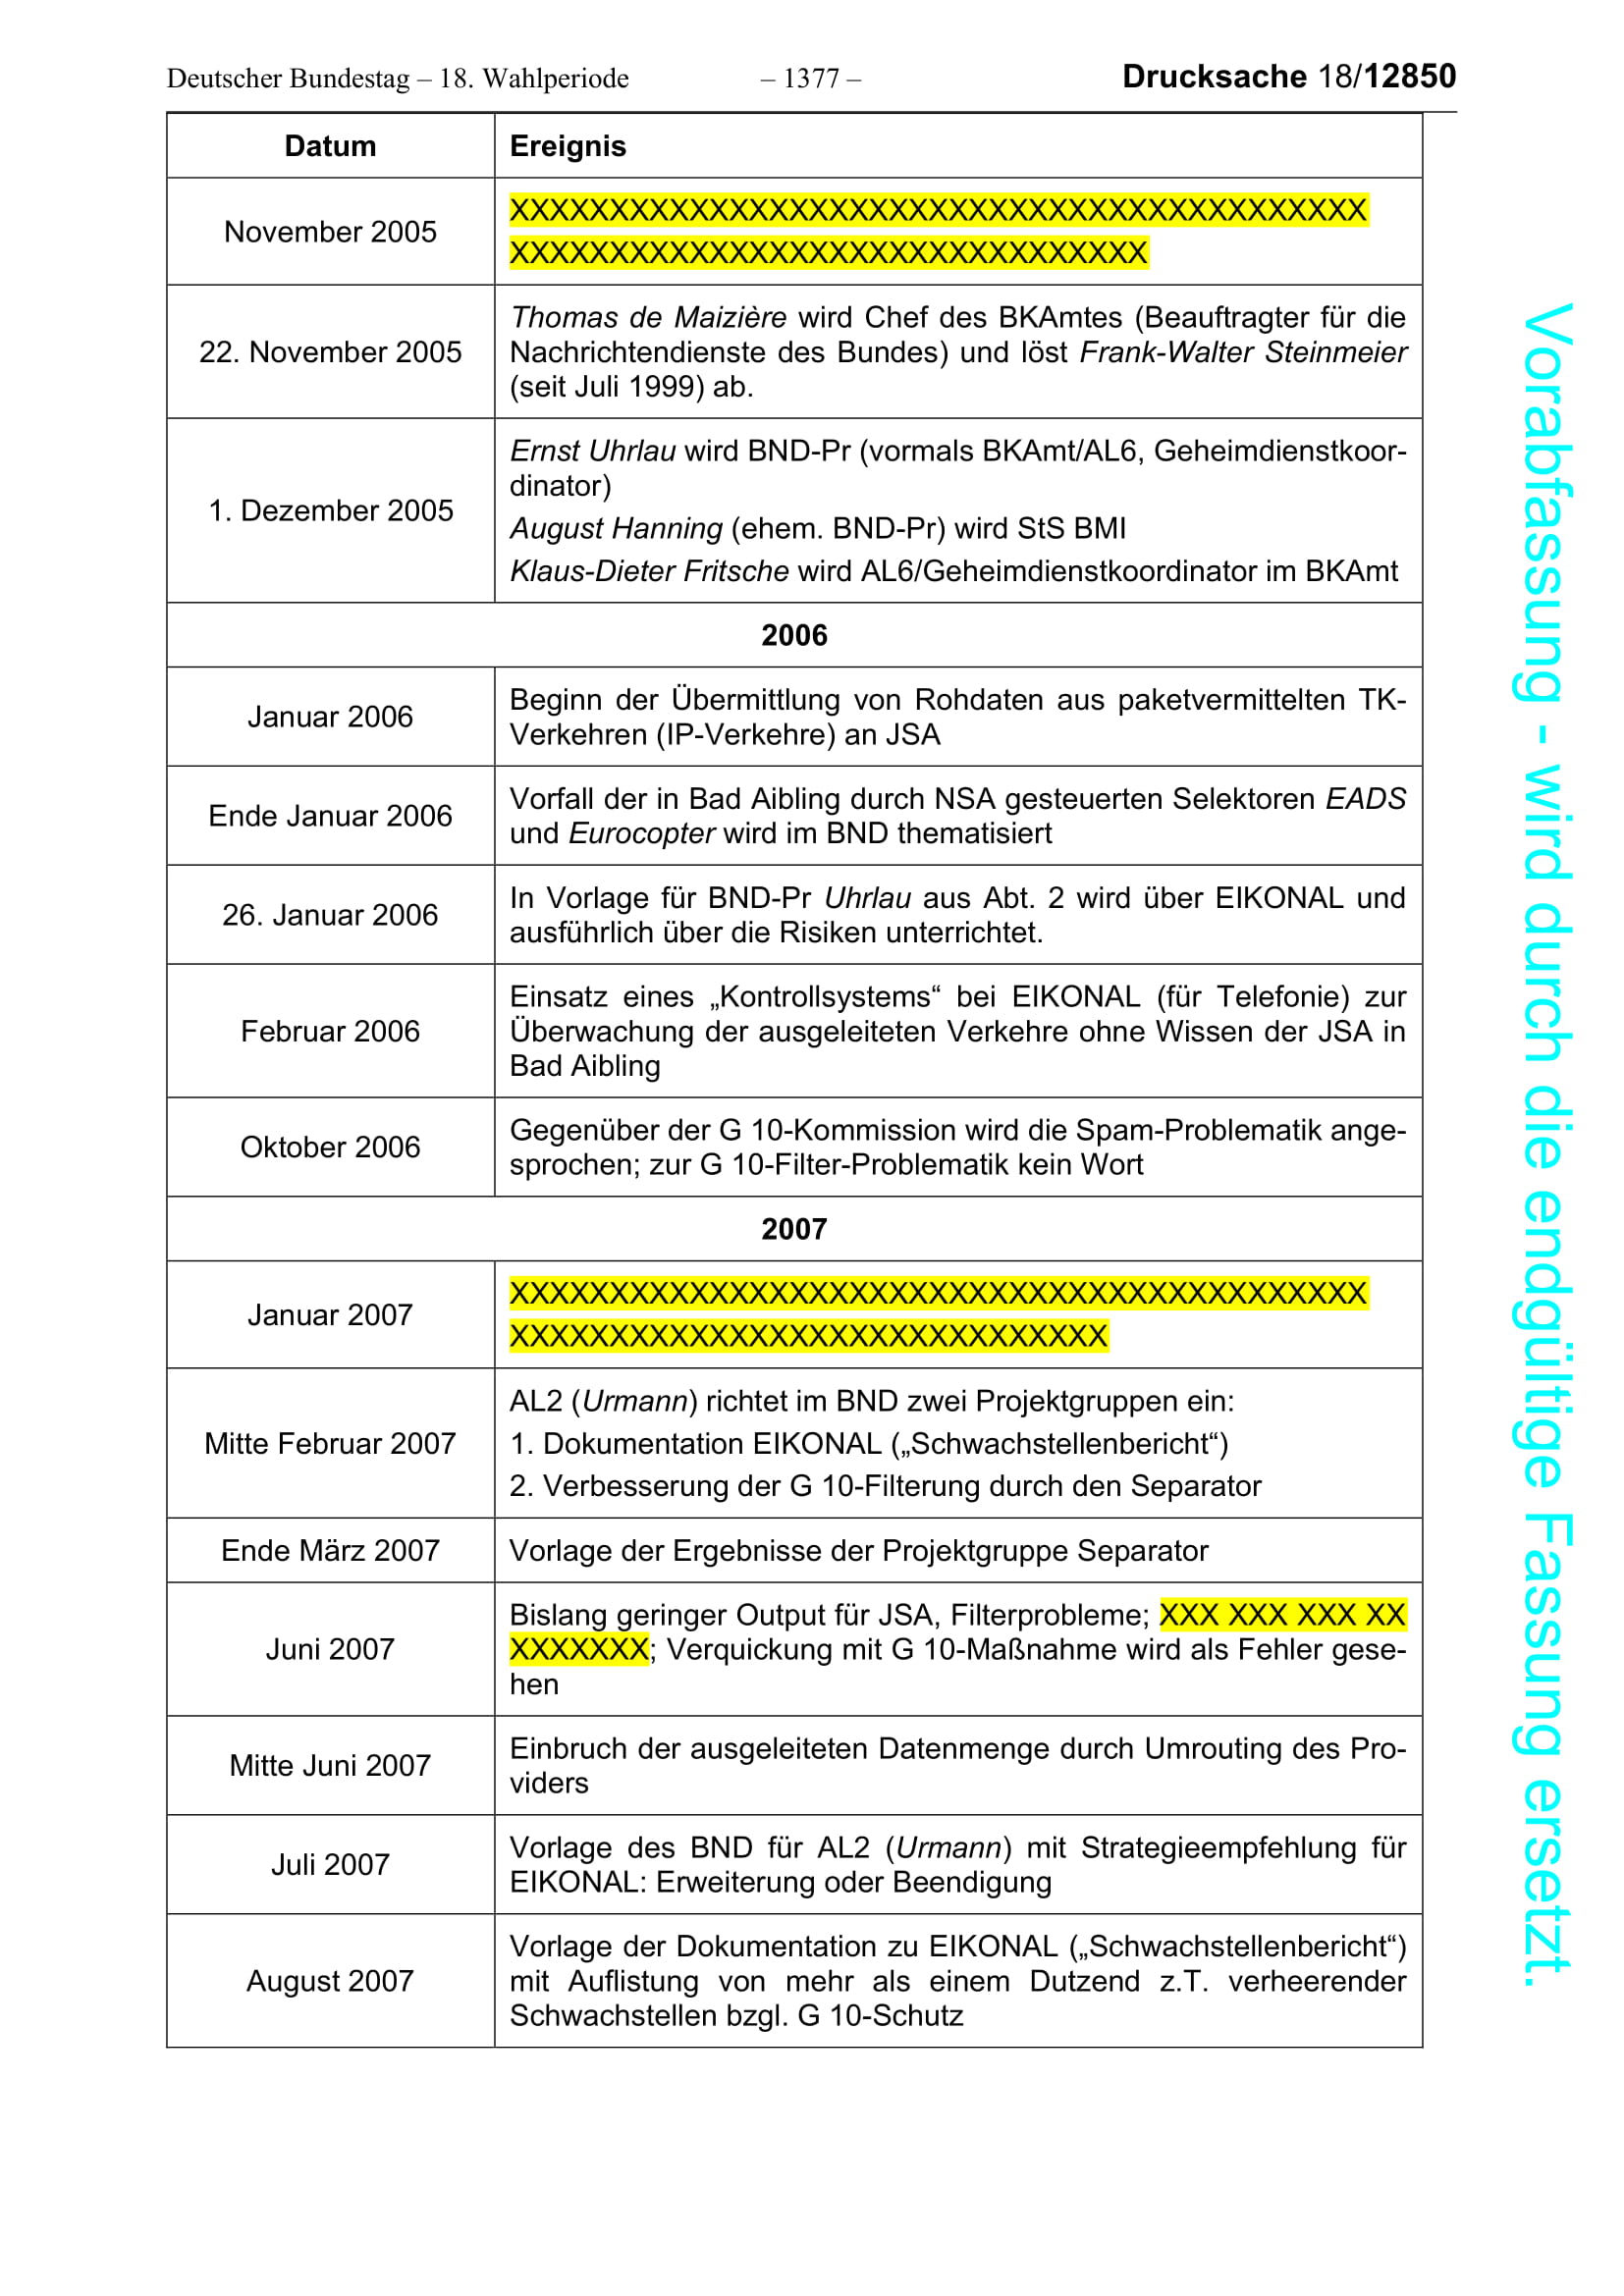 Deutscher Bundestag – 18. Wahlperiode – 1377 – Drucksache 18/12850
Datum Ereignis
November 2005
XXXXXXXXXXXXXXXXXXXXXXXXXXXXXXXXXXXXXXXXXXX
XXXXXXXXXXXXXXXXXXXXXXXXXXXXXXXX
22. November 2005
Thomas de Maizière wird Chef des BKAmtes (Beauftragter für die
Nachrichtendienste des Bundes) und löst Frank-Walter Steinmeier
(seit Juli 1999) ab.
1. Dezember 2005
Ernst Uhrlau wird BND-Pr (vormals BKAmt/AL6, Geheimdienstkoor-
dinator)
August Hanning (ehem. BND-Pr) wird StS BMI
Klaus-Dieter Fritsche wird AL6/Geheimdienstkoordinator im BKAmt
2006
Januar 2006
Beginn der Übermittlung von Rohdaten aus paketvermittelten TK-
Verkehren (IP-Verkehre) an JSA
Ende Januar 2006
Vorfall der in Bad Aibling durch NSA gesteuerten Selektoren EADS
und Eurocopter wird im BND thematisiert
26. Januar 2006
In Vorlage für BND-Pr Uhrlau aus Abt. 2 wird über EIKONAL und
ausführlich über die Risiken unterrichtet.
Februar 2006
Einsatz eines „Kontrollsystems“ bei EIKONAL (für Telefonie) zur
Überwachung der ausgeleiteten Verkehre ohne Wissen der JSA in
Bad Aibling
Oktober 2006
Gegenüber der G 10-Kommission wird die Spam-Problematik ange-
sprochen; zur G 10-Filter-Problematik kein Wort
2007
Januar 2007
XXXXXXXXXXXXXXXXXXXXXXXXXXXXXXXXXXXXXXXXXXX
XXXXXXXXXXXXXXXXXXXXXXXXXXXXXX
Mitte Februar 2007
AL2 (Urmann) richtet im BND zwei Projektgruppen ein:
1. Dokumentation EIKONAL („Schwachstellenbericht“)
2. Verbesserung der G 10-Filterung durch den Separator
Ende März 2007
Vorlage der Ergebnisse der Projektgruppe Separator
Juni 2007
Bislang geringer Output für JSA, Filterprobleme; XXX XXX XXX XX
XXXXXXX; Verquickung mit G 10-Maßnahme wird als Fehler gese-
hen
Mitte Juni 2007
Einbruch der ausgeleiteten Datenmenge durch Umrouting des Pro-
viders
Juli 2007
Vorlage des BND für AL2 (Urmann) mit Strategieempfehlung für
EIKONAL: Erweiterung oder Beendigung
August 2007
Vorlage der Dokumentation zu EIKONAL („Schwachstellenbericht“)
mit Auflistung von mehr als einem Dutzend z.T. verheerender
Schwachstellen bzgl. G 10-Schutz
Vorabfassung - wird durch die endgültige Fassung ersetzt.